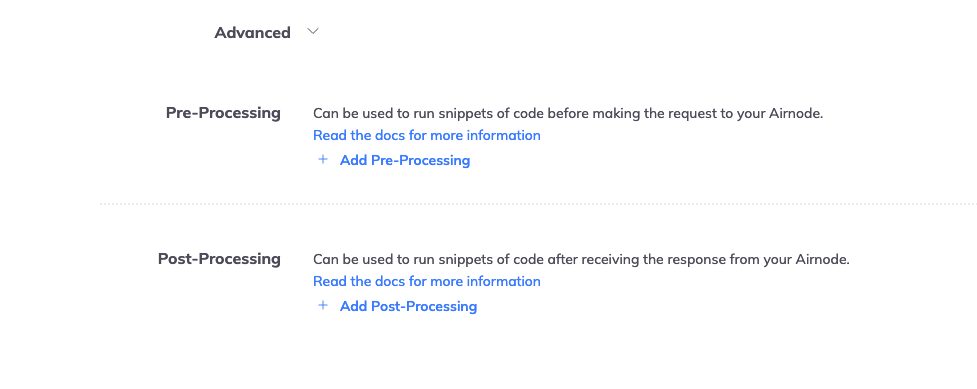 Advanced
Pre-Processing
Can be used to run snippets of code before making the request to your Airnode.
Read the docs for more information
+ Add Pre-Processing
Post-Processing
Can be used to run snippets of code after receiving the response from your Airnode.
Read the docs for more information
+ Add Post-Processing